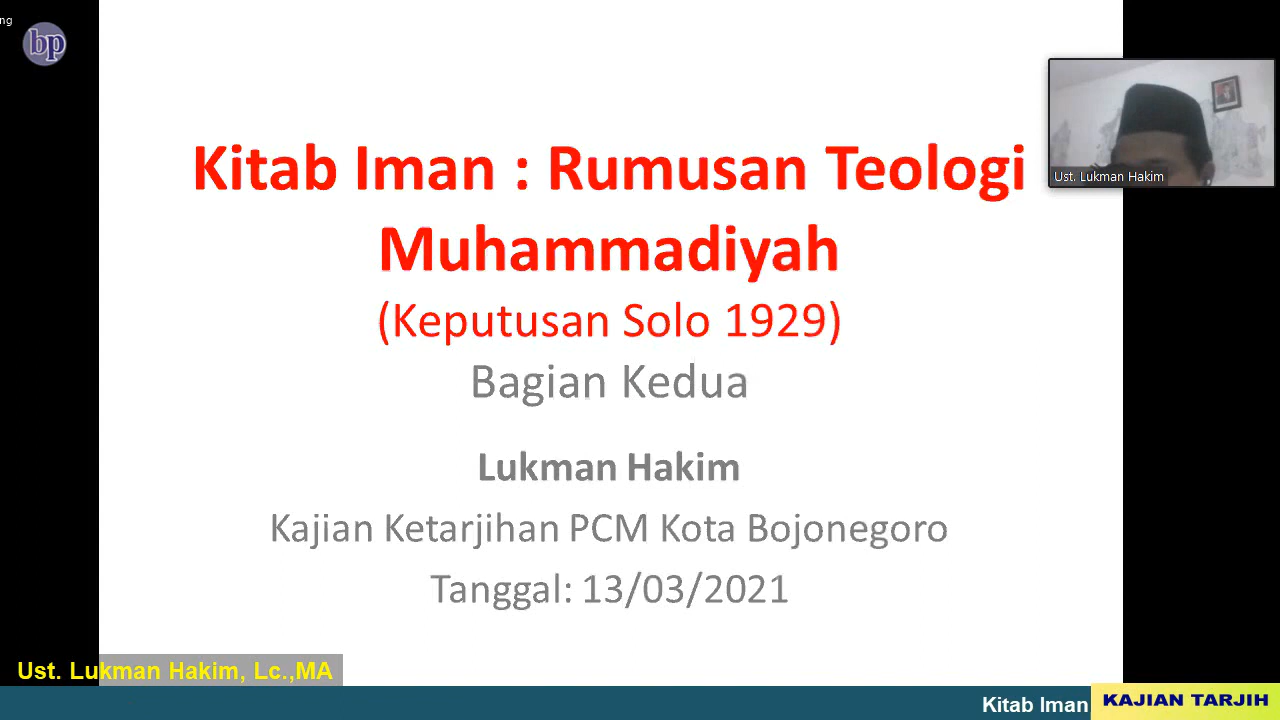 ng
bp
Kitab Iman : Rumusan Teologi
Muhammadiyah
(Keputusan Solo 1929)
Bagian Kedua
Lukman Hakim
Kajian Ketarjihan PCM Kota Bojonegoro
Tanggal: 13/03/2021
Ust. Lukman Hakim
Ust. Lukman Hakim, Lc.,MA
Kitab Iman
KAJIAN TARJIH